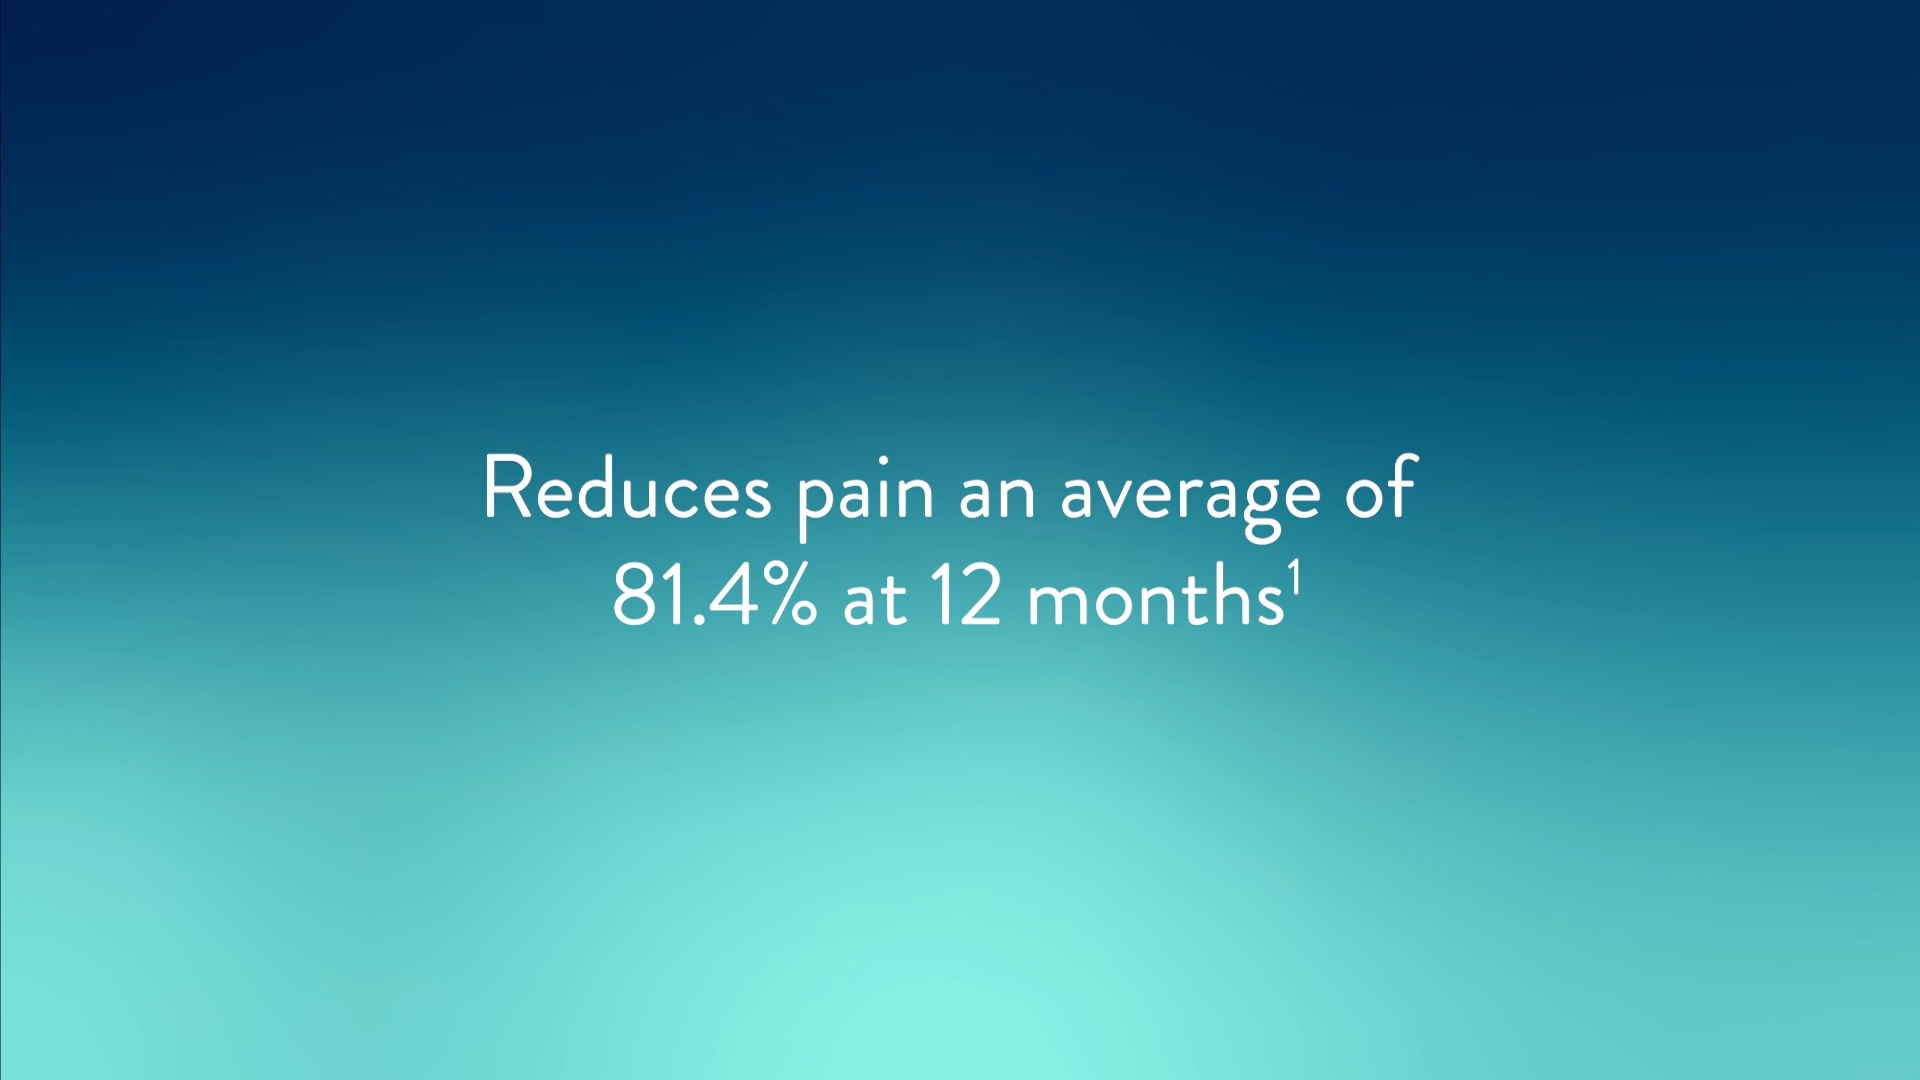 Reduces pain an average of
81.4% at 12 months¹